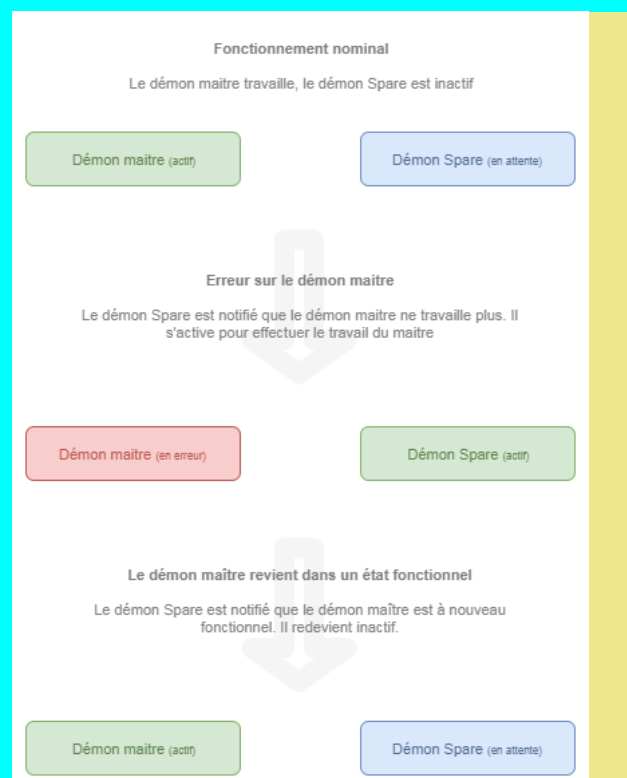 Fonctionnement nominal
Le démon maitre travaille, le démon Spare est inactif
Démon maitre (actif)
Démon Spare (en attente)
Erreur sur le démon maitre
Le démon Spare est notifié que le démon maitre ne travaille plus. Il
s'active pour effectuer le travail du maitre
Démon maitre (en erreur)
Démon Spare (actif)
Le démon maître revient dans un état fonctionnel
Le démon Spare est notifié que le démon maître est à nouveau
fonctionnel. Il redevient inactif.
Démon maitre (actif)
Démon Spare (en attente)